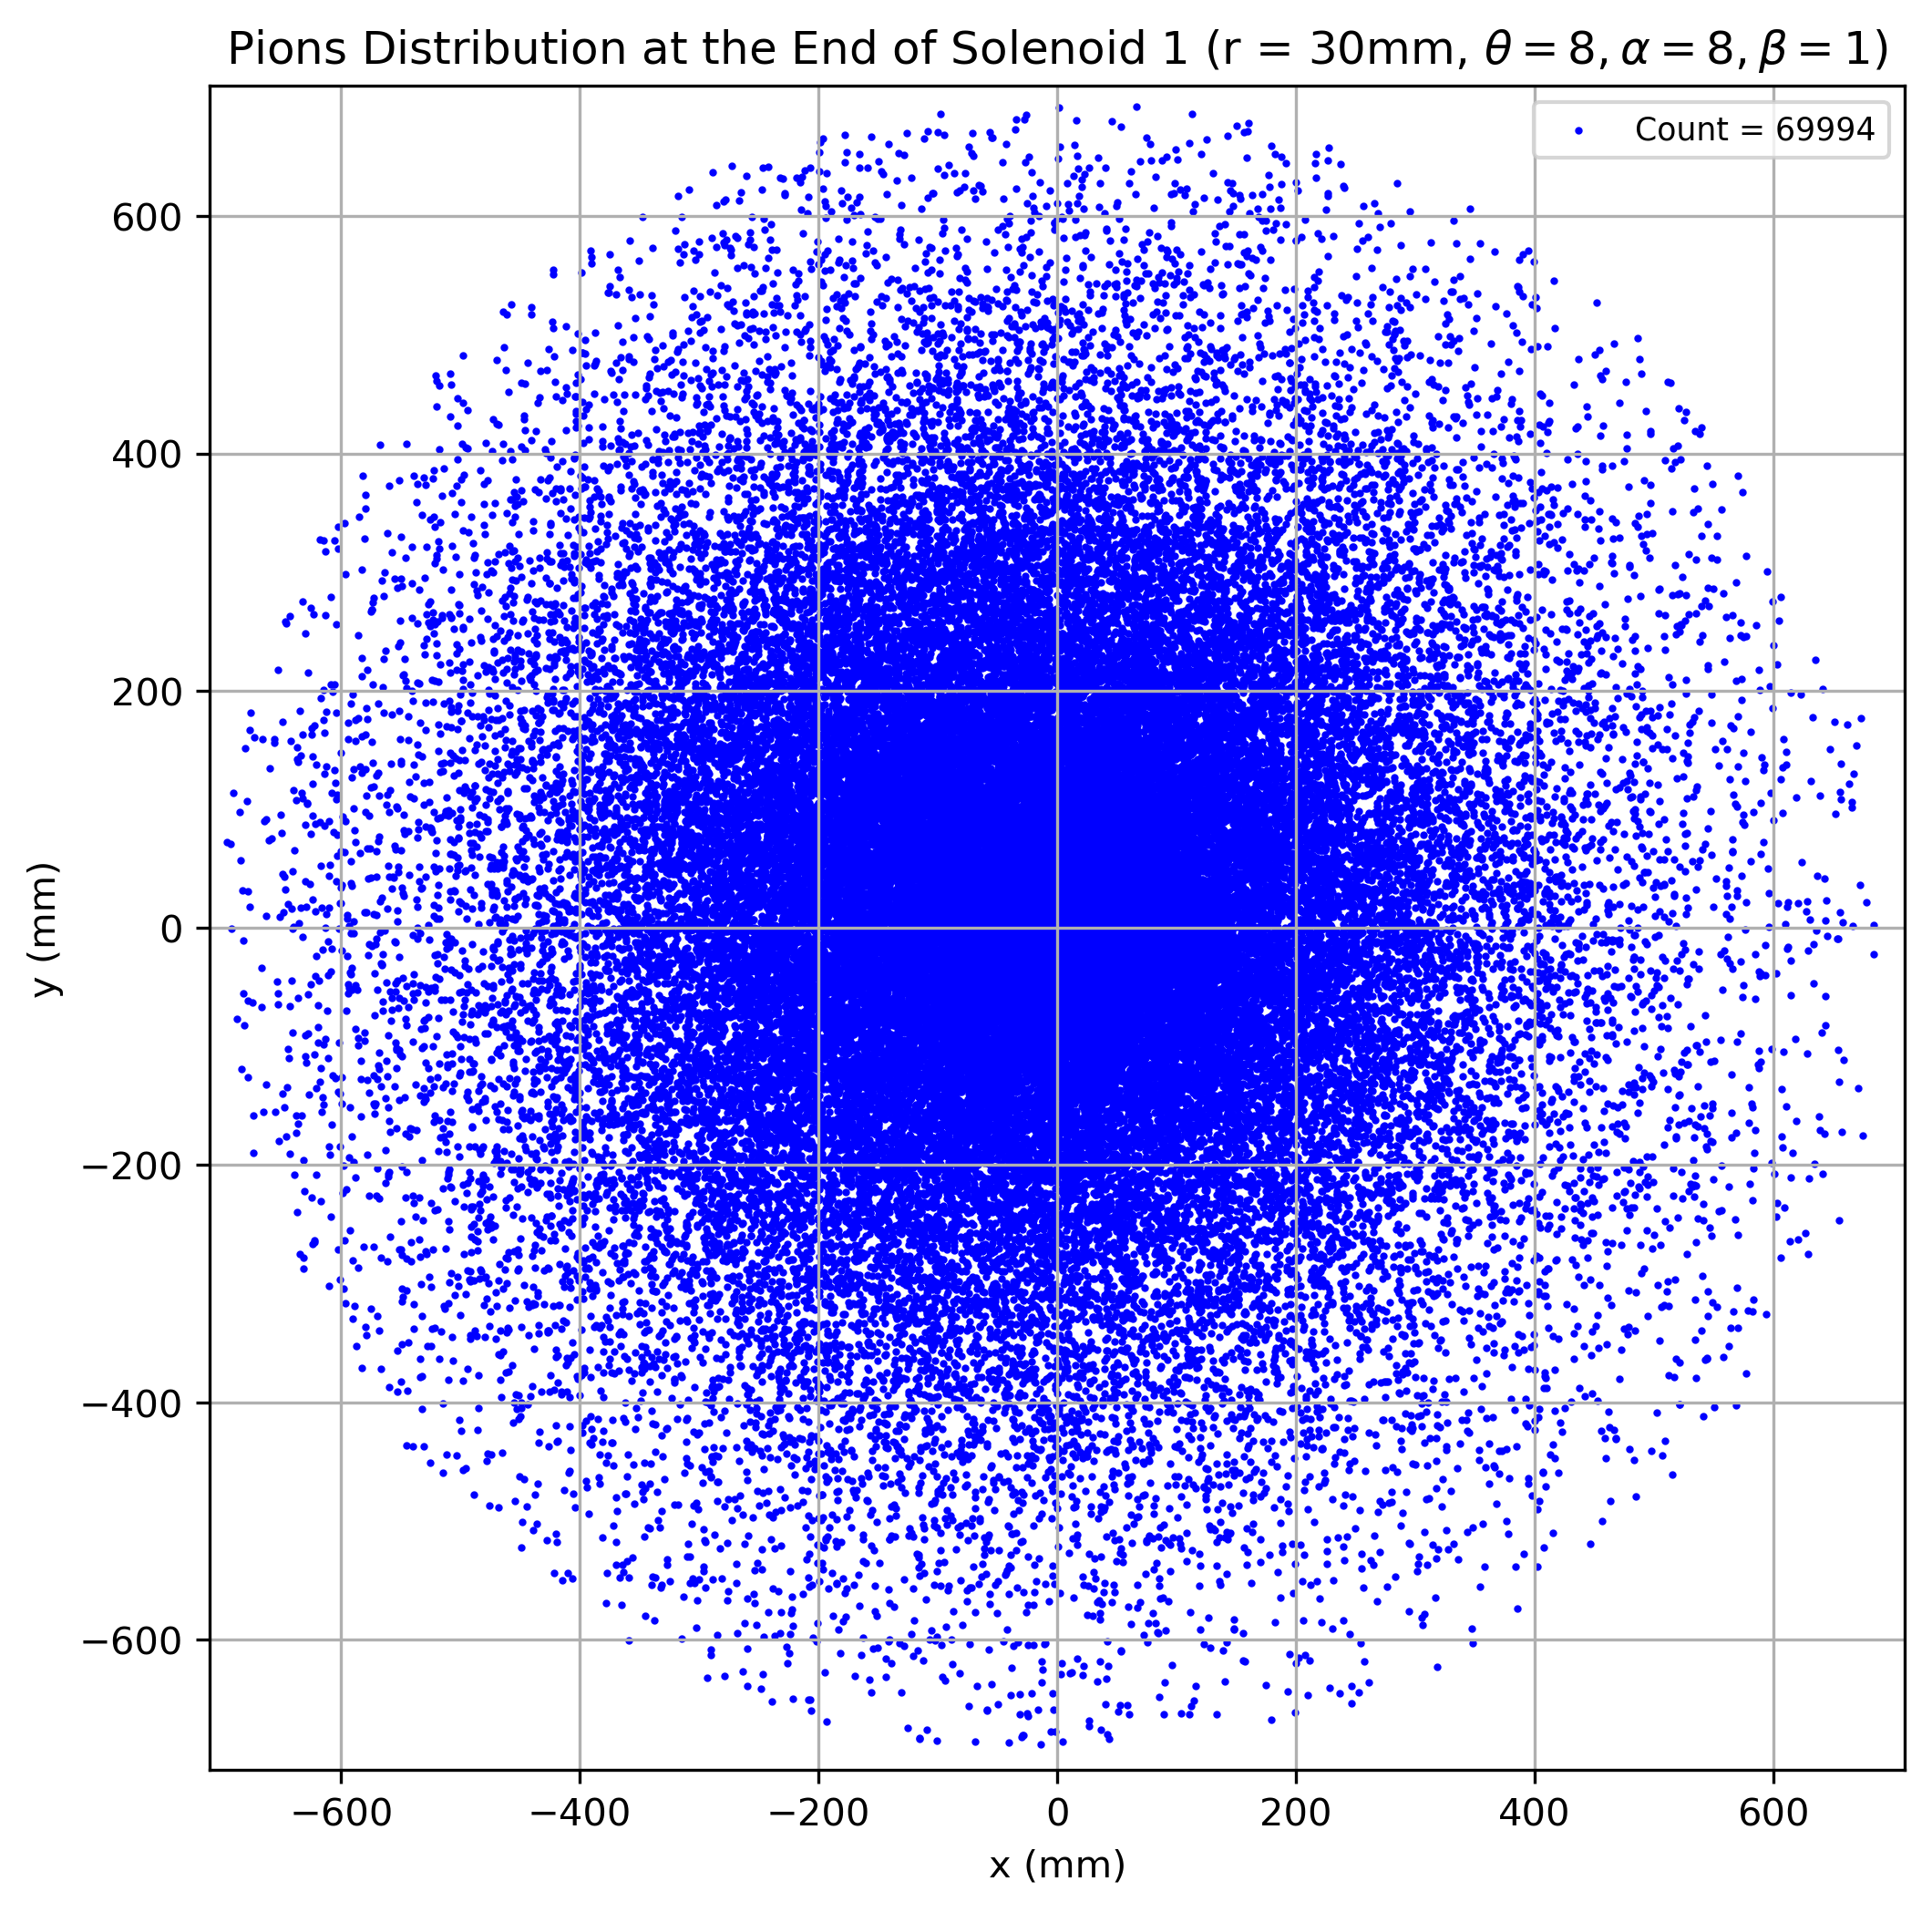 Pions Distribution at the End of Solenoid 1 (r = 30mm, θ = 8, α = 8, β = 1)
Count = 69994
600
400
200
0
−200
−400
−600
y (mm)
−600 −400 −200 0 200 400 600
x (mm)